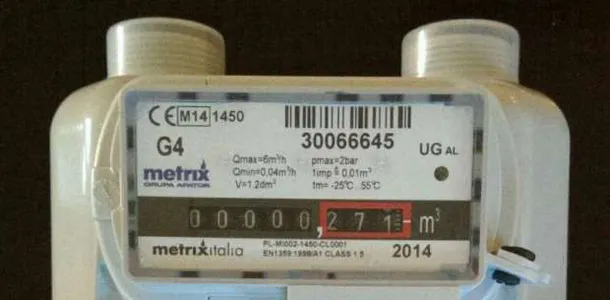 CE M14 1450
G4
30066645
UG AL
metrix
GRUPA APATOR
Qmax=6m³/h pmax=2bar
Qmin=0,04m³/h 1imp ≙ 0,01m³
V=1.2dm³ tm= -25°C...55°C
00000,271 m³
metrix italia
PL-MI002-1450-CL0001
EN1359:1998/A1 CLASS 1.5
2014